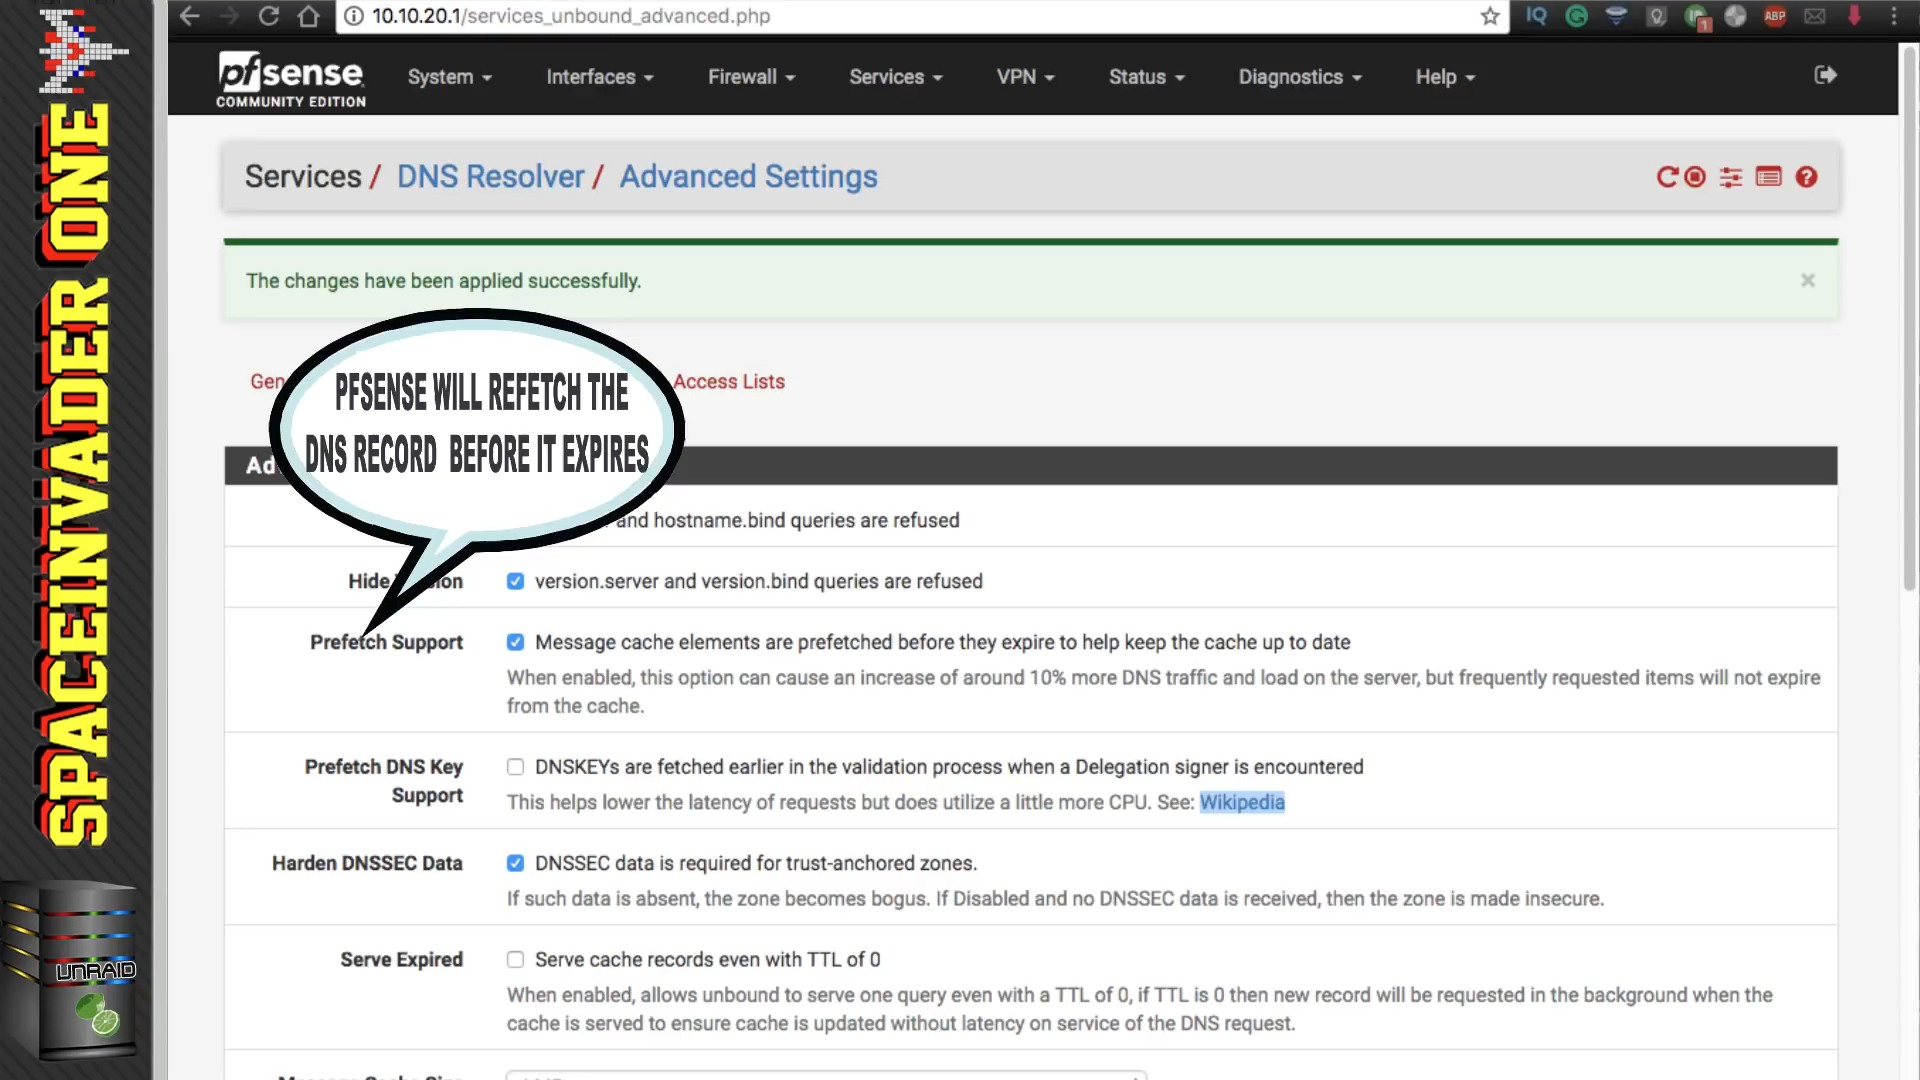 10.10.20.1/services_unbound_advanced.php
IQ
1
ABP
SPACEINVADER ONE
UNRAID
pfsense
COMMUNITY EDITION
System
Interfaces
Firewall
Services
VPN
Status
Diagnostics
Help
Services / DNS Resolver / Advanced Settings
The changes have been applied successfully.
×
PFSENSE WILL REFETCH THE
DNS RECORD BEFORE IT EXPIRES
Access Lists
and hostname.bind queries are refused
Hide
version.server and version.bind queries are refused
Prefetch Support
Message cache elements are prefetched before they expire to help keep the cache up to date
When enabled, this option can cause an increase of around 10% more DNS traffic and load on the server, but frequently requested items will not expire
from the cache.
Prefetch DNS Key
Support
DNSKEYs are fetched earlier in the validation process when a Delegation signer is encountered
This helps lower the latency of requests but does utilize a little more CPU. See: Wikipedia
Harden DNSSEC Data
DNSSEC data is required for trust-anchored zones.
If such data is absent, the zone becomes bogus. If Disabled and no DNSSEC data is received, then the zone is made insecure.
Serve Expired
Serve cache records even with TTL of 0
When enabled, allows unbound to serve one query even with a TTL of 0, if TTL is 0 then new record will be requested in the background when the
cache is served to ensure cache is updated without latency on service of the DNS request.